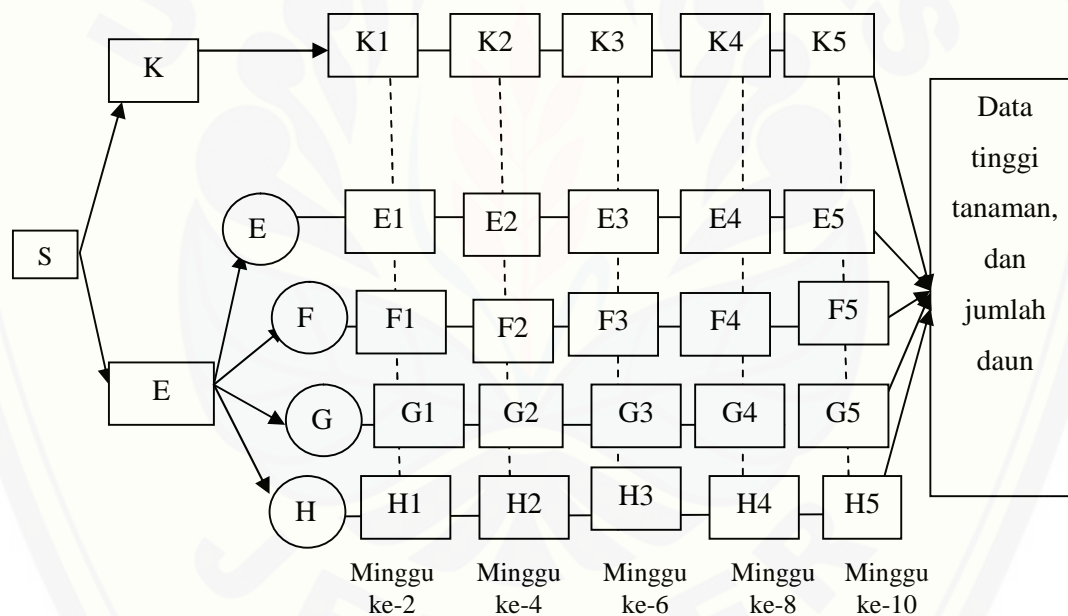 K
K1 K2 K3 K4 K5
S
E
E
E1 E2 E3 E4 E5
F
F1 F2 F3 F4 F5
G
G1 G2 G3 G4 G5
H
H1 H2 H3 H4 H5
Data
tinggi
tanaman,
dan
jumlah
daun
Minggu
ke-2
Minggu
ke-4
Minggu
ke-6
Minggu
ke-8
Minggu
ke-10